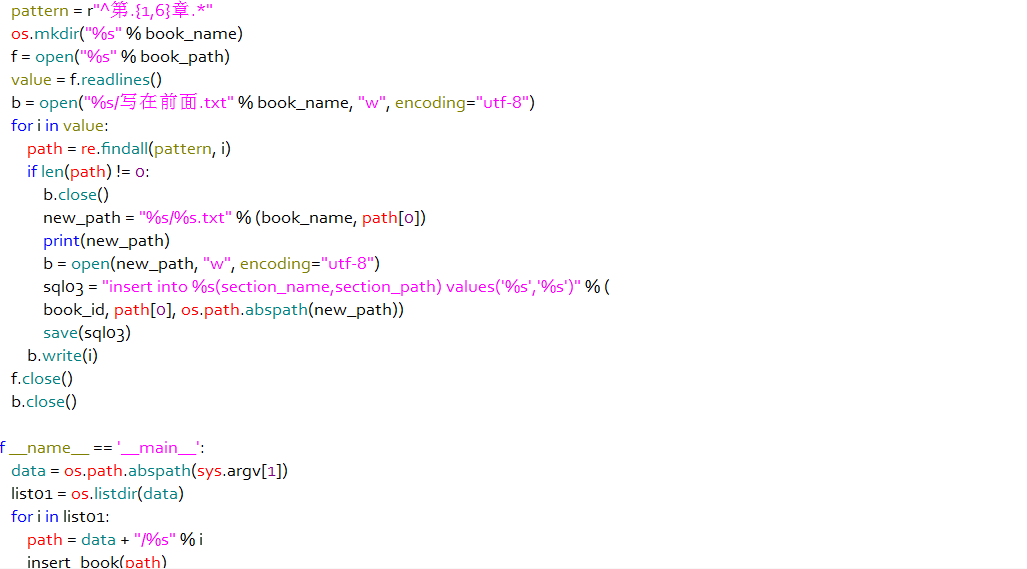 pattern = r"^第.{1,6}章.*"
os.mkdir("%s" % book_name)
f = open("%s" % book_path)
value = f.readlines()
b = open("%s/写在前面.txt" % book_name, "w", encoding="utf-8")
for i in value:
path = re.findall(pattern, i)
if len(path) != 0:
b.close()
new_path = "%s/%s.txt" % (book_name, path[0])
print(new_path)
b = open(new_path, "w", encoding="utf-8")
sql03 = "insert into %s(section_name,section_path) values('%s','%s')" % (
book_id, path[0], os.path.abspath(new_path))
save(sql03)
b.write(i)
f.close()
b.close()
f __name__ == '__main__':
data = os.path.abspath(sys.argv[1])
list01 = os.listdir(data)
for i in list01:
path = data + "/%s" % i
insert_book(path)